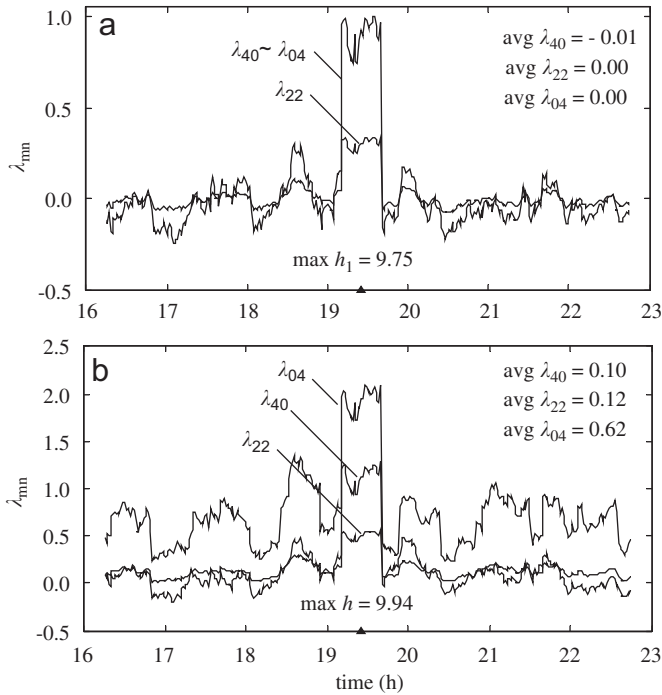 a
1.0
0.5
0.0
-0.5
λmn
λ40~ λ04
λ22
avg λ40 = - 0.01
avg λ22 = 0.00
avg λ04 = 0.00
max h1 = 9.75
16 17 18 19 20 21 22 23
b
2.5
2.0
1.5
1.0
0.5
0.0
-0.5
λmn
λ04
λ40
λ22
avg λ40 = 0.10
avg λ22 = 0.12
avg λ04 = 0.62
max h = 9.94
16 17 18 19 20 21 22 23
time (h)